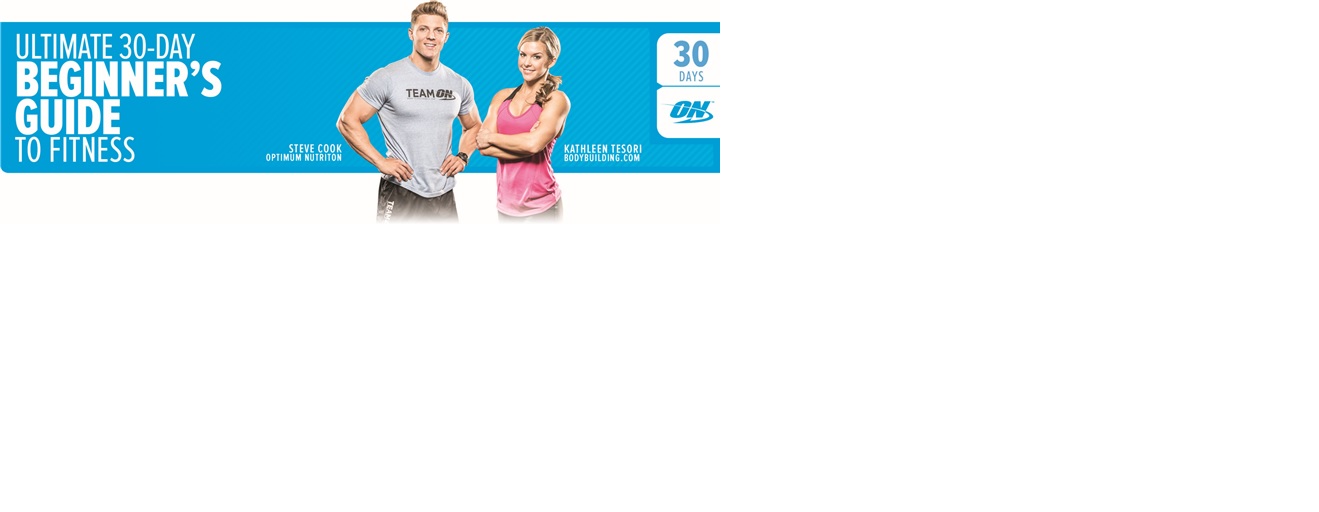 ULTIMATE 30-DAY
BEGINNER'S
GUIDE
TO FITNESS
STEVE COOK
OPTIMUM NUTRITON
TEAM ON
TEAM
KATHLEEN TESORI
BODYBUILDING.COM
30
DAYS
ON